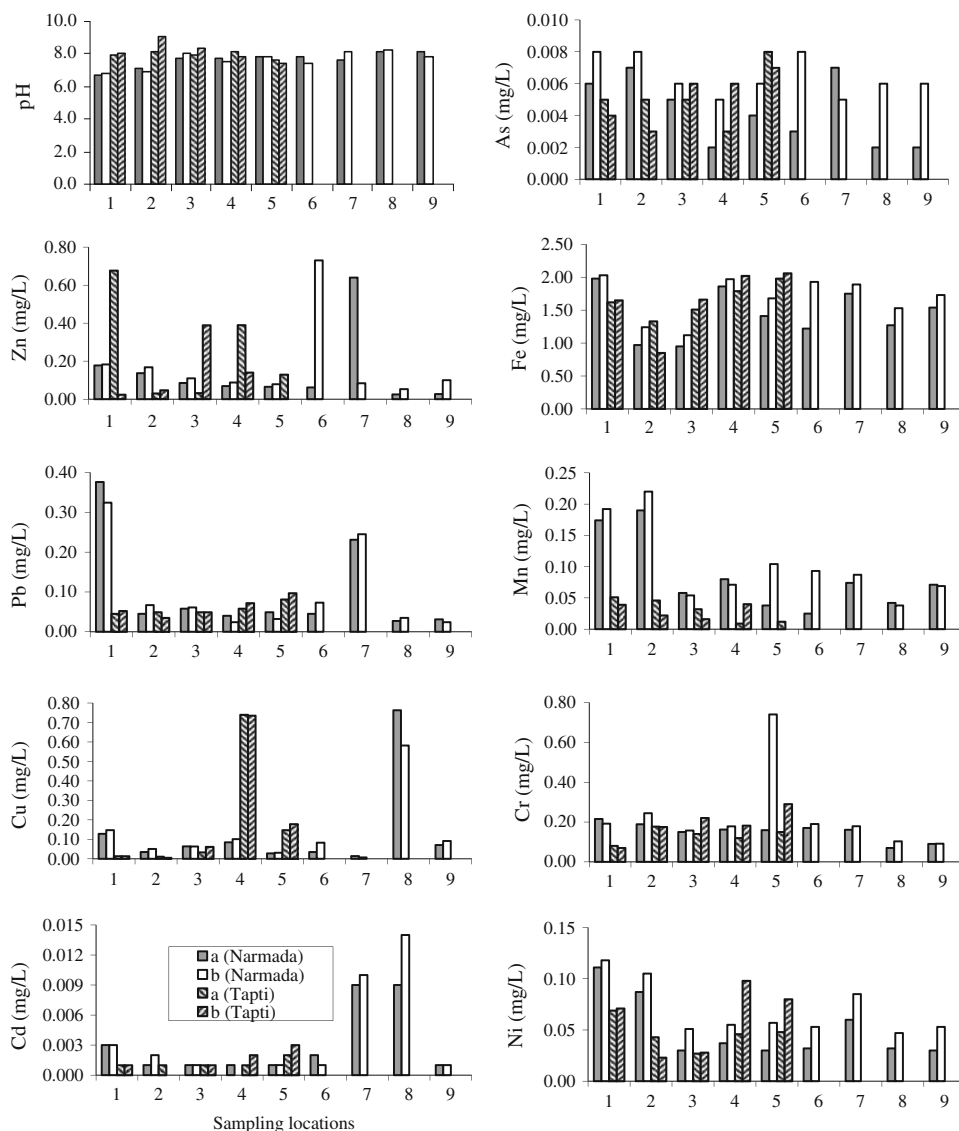 pH
10.0
8.0
6.0
4.0
2.0
0.0
1 2 3 4 5 6 7 8 9
As (mg/L)
0.010
0.008
0.006
0.004
0.002
0.000
1 2 3 4 5 6 7 8 9
Zn (mg/L)
0.80
0.60
0.40
0.20
0.00
1 2 3 4 5 6 7 8 9
Fe (mg/L)
2.50
2.00
1.50
1.00
0.50
0.00
1 2 3 4 5 6 7 8 9
Pb (mg/L)
0.40
0.30
0.20
0.10
0.00
1 2 3 4 5 6 7 8 9
Mn (mg/L)
0.25
0.20
0.15
0.10
0.05
0.00
1 2 3 4 5 6 7 8 9
Cu (mg/L)
0.80
0.70
0.60
0.50
0.40
0.30
0.20
0.10
0.00
1 2 3 4 5 6 7 8 9
Cr (mg/L)
0.80
0.60
0.40
0.20
0.00
1 2 3 4 5 6 7 8 9
Cd (mg/L)
0.015
0.012
0.009
0.006
0.003
0.000
a (Narmada)
b (Narmada)
a (Tapti)
b (Tapti)
1 2 3 4 5 6 7 8 9
Sampling locations
Ni (mg/L)
0.15
0.10
0.05
0.00
1 2 3 4 5 6 7 8 9